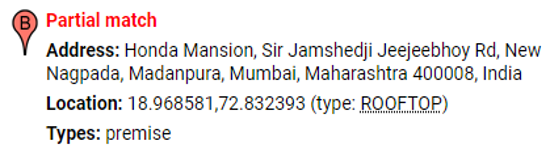 B
Partial match
Address: Honda Mansion, Sir Jamshedji Jeejeebhoy Rd, New
Nagpada, Madanpura, Mumbai, Maharashtra 400008, India
Location: 18.968581,72.832393 (type: ROOFTOP)
Types: premise